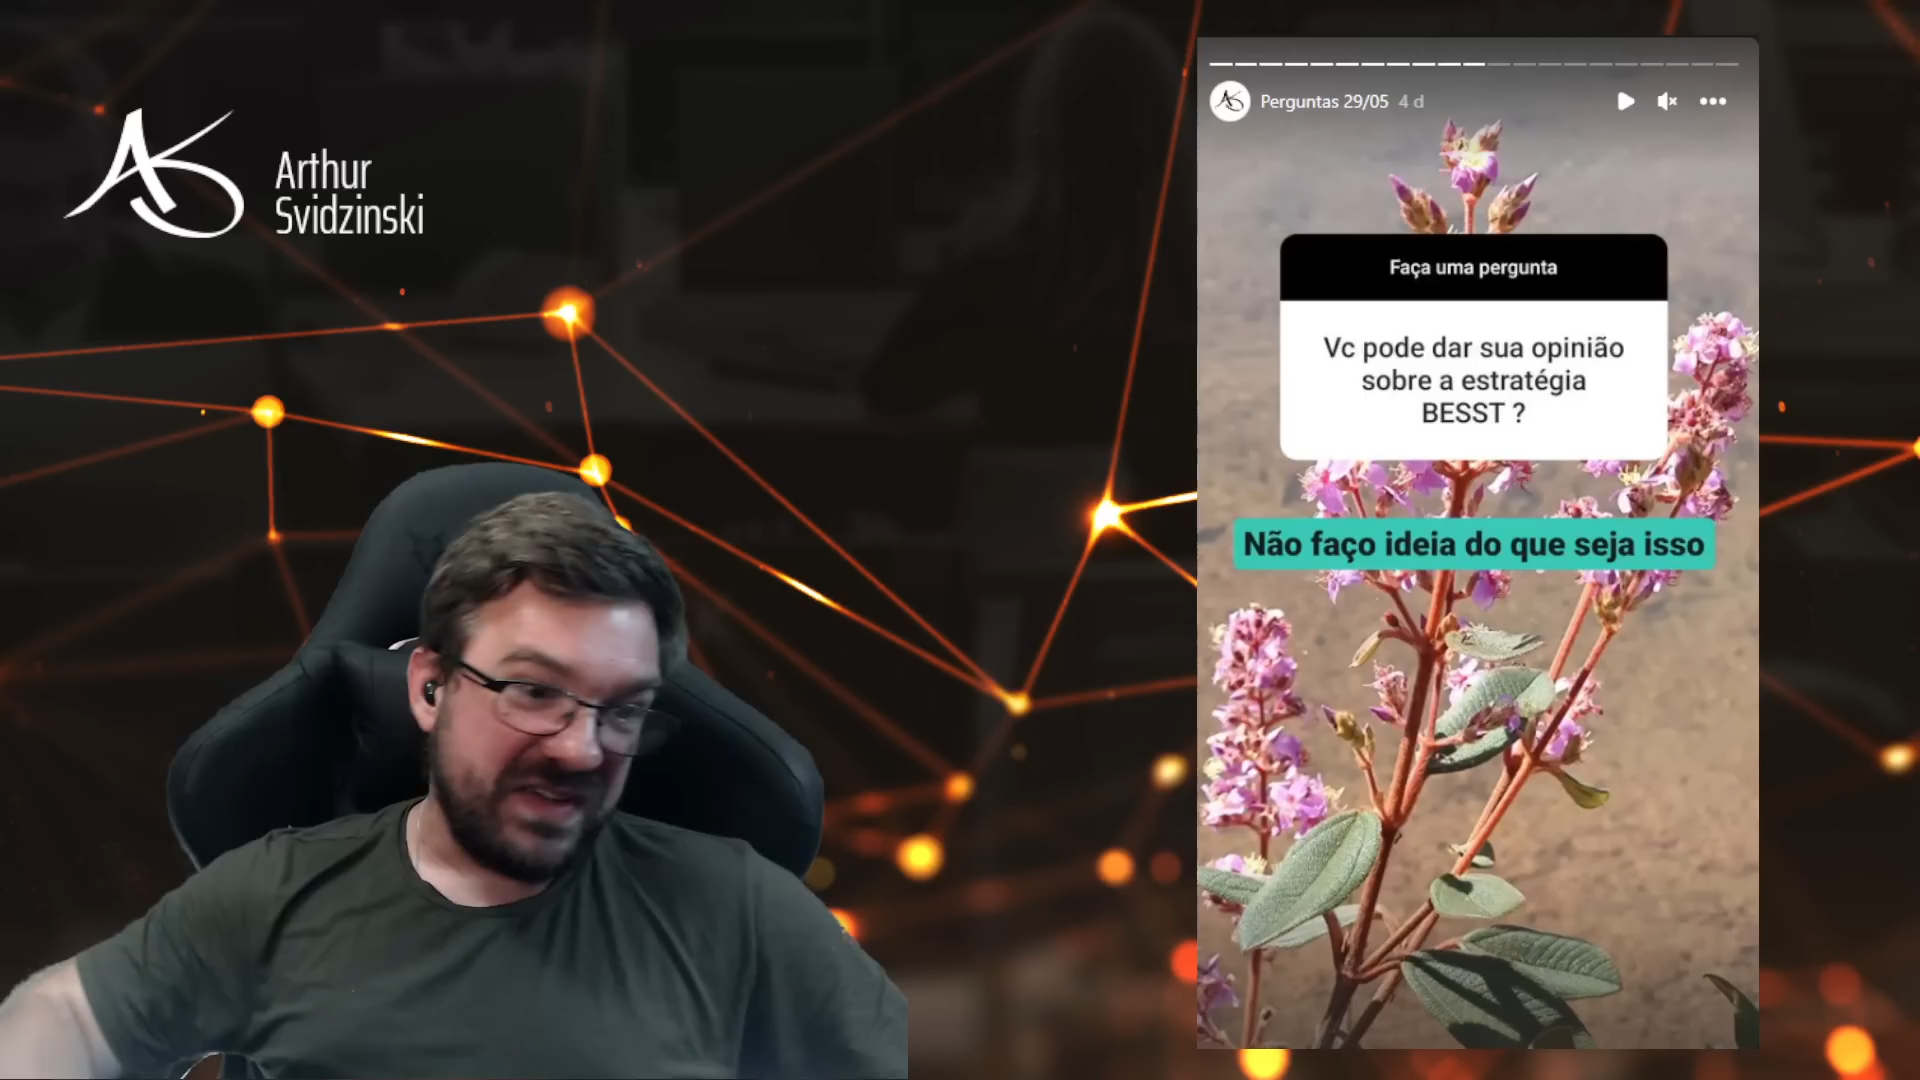 Arthur
Svidzinski
Perguntas 29/05 4 d
Faça uma pergunta
Vc pode dar sua opinião
sobre a estratégia
BESST ?
Não faço ideia do que seja isso